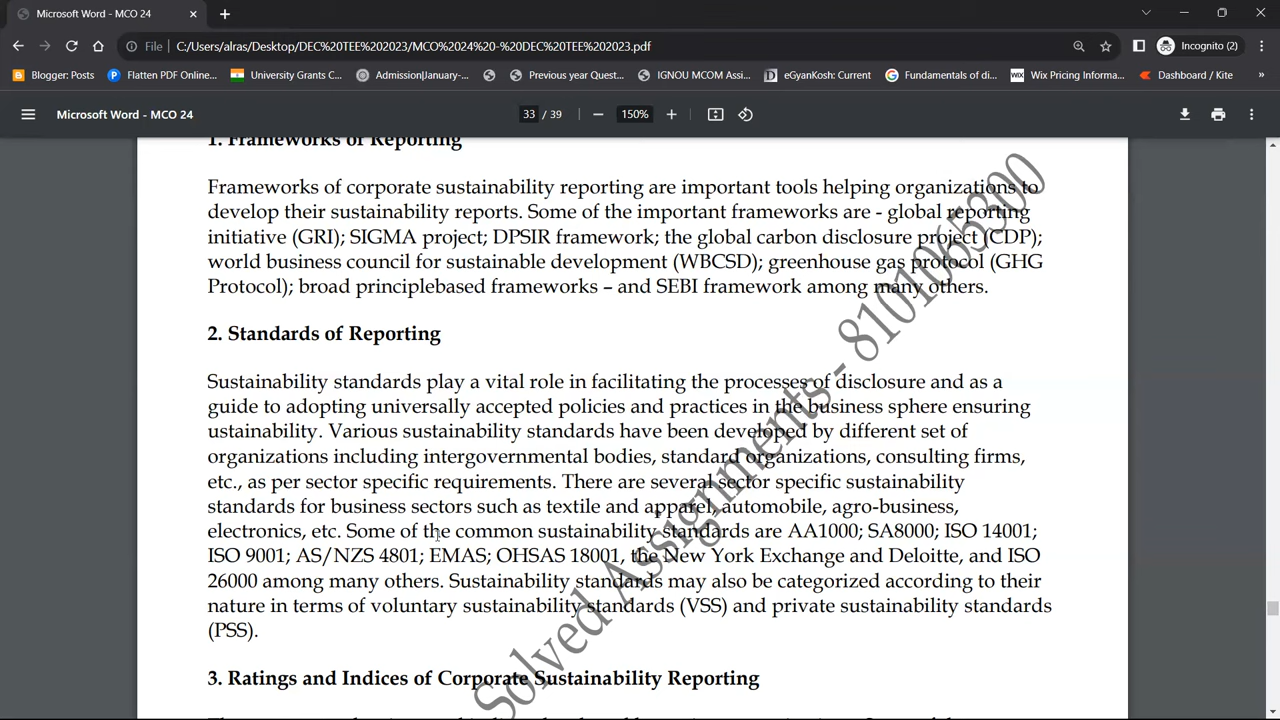 Microsoft Word - MCO 24
Incognito (2)
File
C:/Users/alras/Desktop/DEC%20TEE%202023/MCO%2024%20-%20DEC%20TEE%202023.pdf
Blogger: Posts
Flatten PDF Online...
University Grants C...
Admission|January-...
Previous year Quest...
IGNOU MCOM Assi...
eGyanKosh: Current
Fundamentals of di...
Wix Pricing Informa...
Dashboard / Kite
»
Microsoft Word - MCO 24
33 / 39
150%
1. Frameworks of Reporting
Frameworks of corporate sustainability reporting are important tools helping organizations to
develop their sustainability reports. Some of the important frameworks are - global reporting
initiative (GRI); SIGMA project; DPSIR framework; the global carbon disclosure project (CDP);
world business council for sustainable development (WBCSD); greenhouse gas protocol (GHG
Protocol); broad principlebased frameworks – and SEBI framework among many others.
2. Standards of Reporting
Sustainability standards play a vital role in facilitating the processes of disclosure and as a
guide to adopting universally accepted policies and practices in the business sphere ensuring
ustainability. Various sustainability standards have been developed by different set of
organizations including intergovernmental bodies, standard organizations, consulting firms,
etc., as per sector specific requirements. There are several sector specific sustainability
standards for business sectors such as textile and apparel, automobile, agro-business,
electronics, etc. Some of the common sustainability standards are AA1000; SA8000; ISO 14001;
ISO 9001; AS/NZS 4801; EMAS; OHSAS 18001, the New York Exchange and Deloitte, and ISO
26000 among many others. Sustainability standards may also be categorized according to their
nature in terms of voluntary sustainability standards (VSS) and private sustainability standards
(PSS).
3. Ratings and Indices of Corporate Sustainability Reporting
Solved Assignments - 8101065300